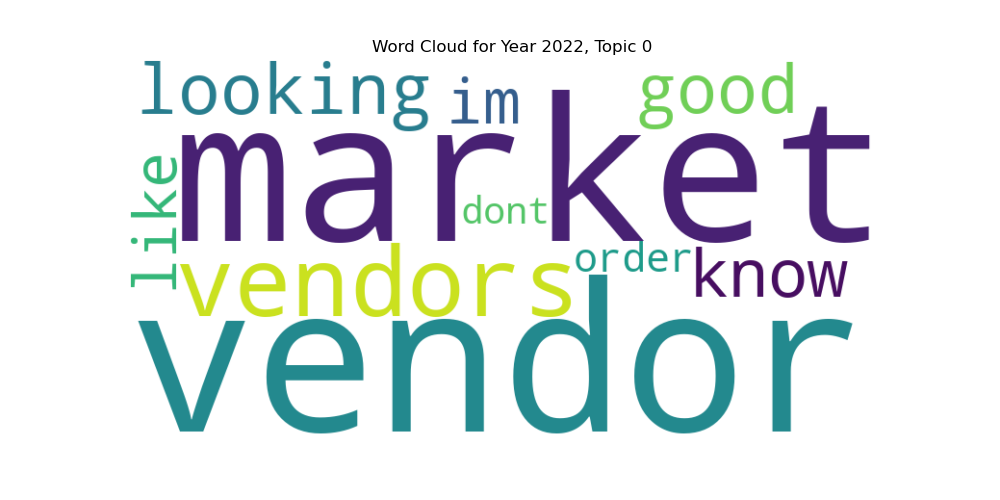 Word Cloud for Year 2022, Topic 0
looking im good
market
like
dont
vendors order know
vendor